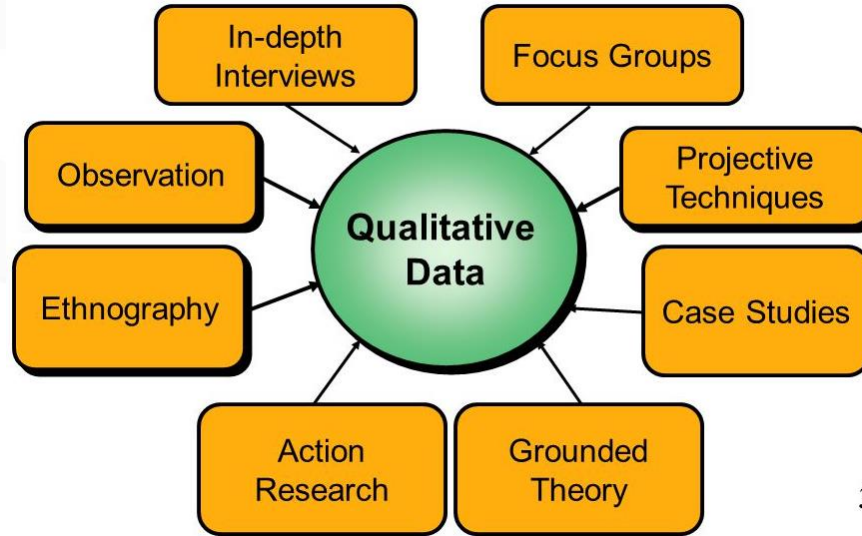 In-depth
Interviews
Focus Groups
Observation
Projective
Techniques
Qualitative
Data
Ethnography
Case Studies
Action
Research
Grounded
Theory